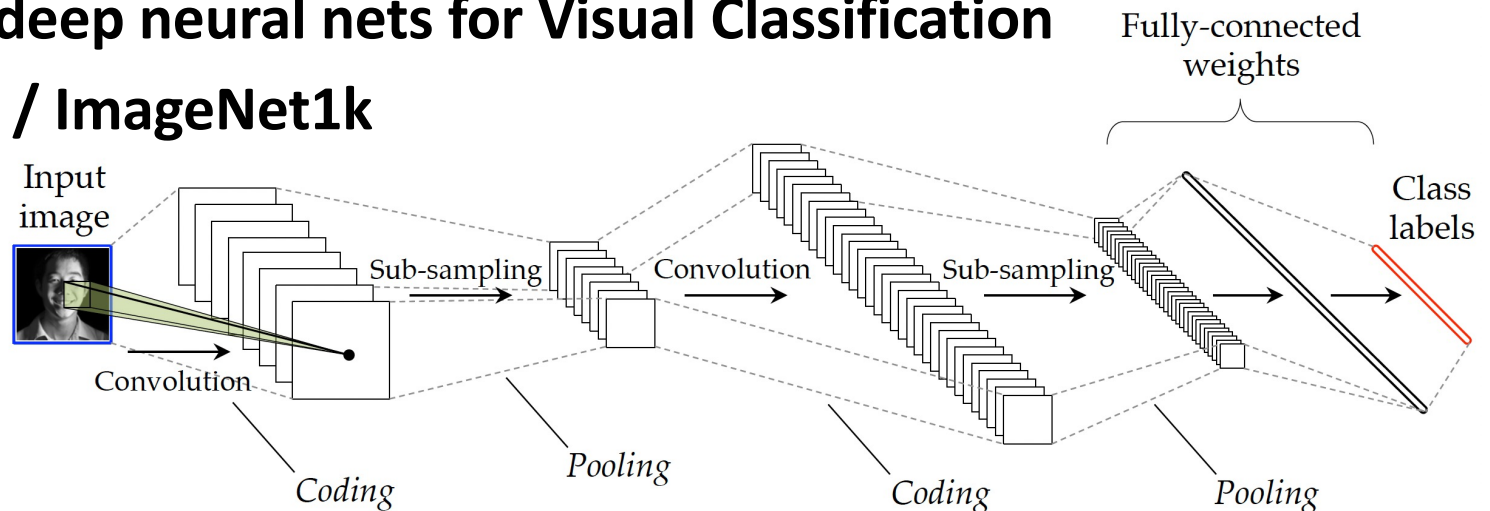 deep neural nets for Visual Classification
/ ImageNet1k
Fully-connected
weights
Input
image
Class
labels
Sub-sampling
Convolution
Sub-sampling
Convolution
Pooling
Coding
Coding
Pooling